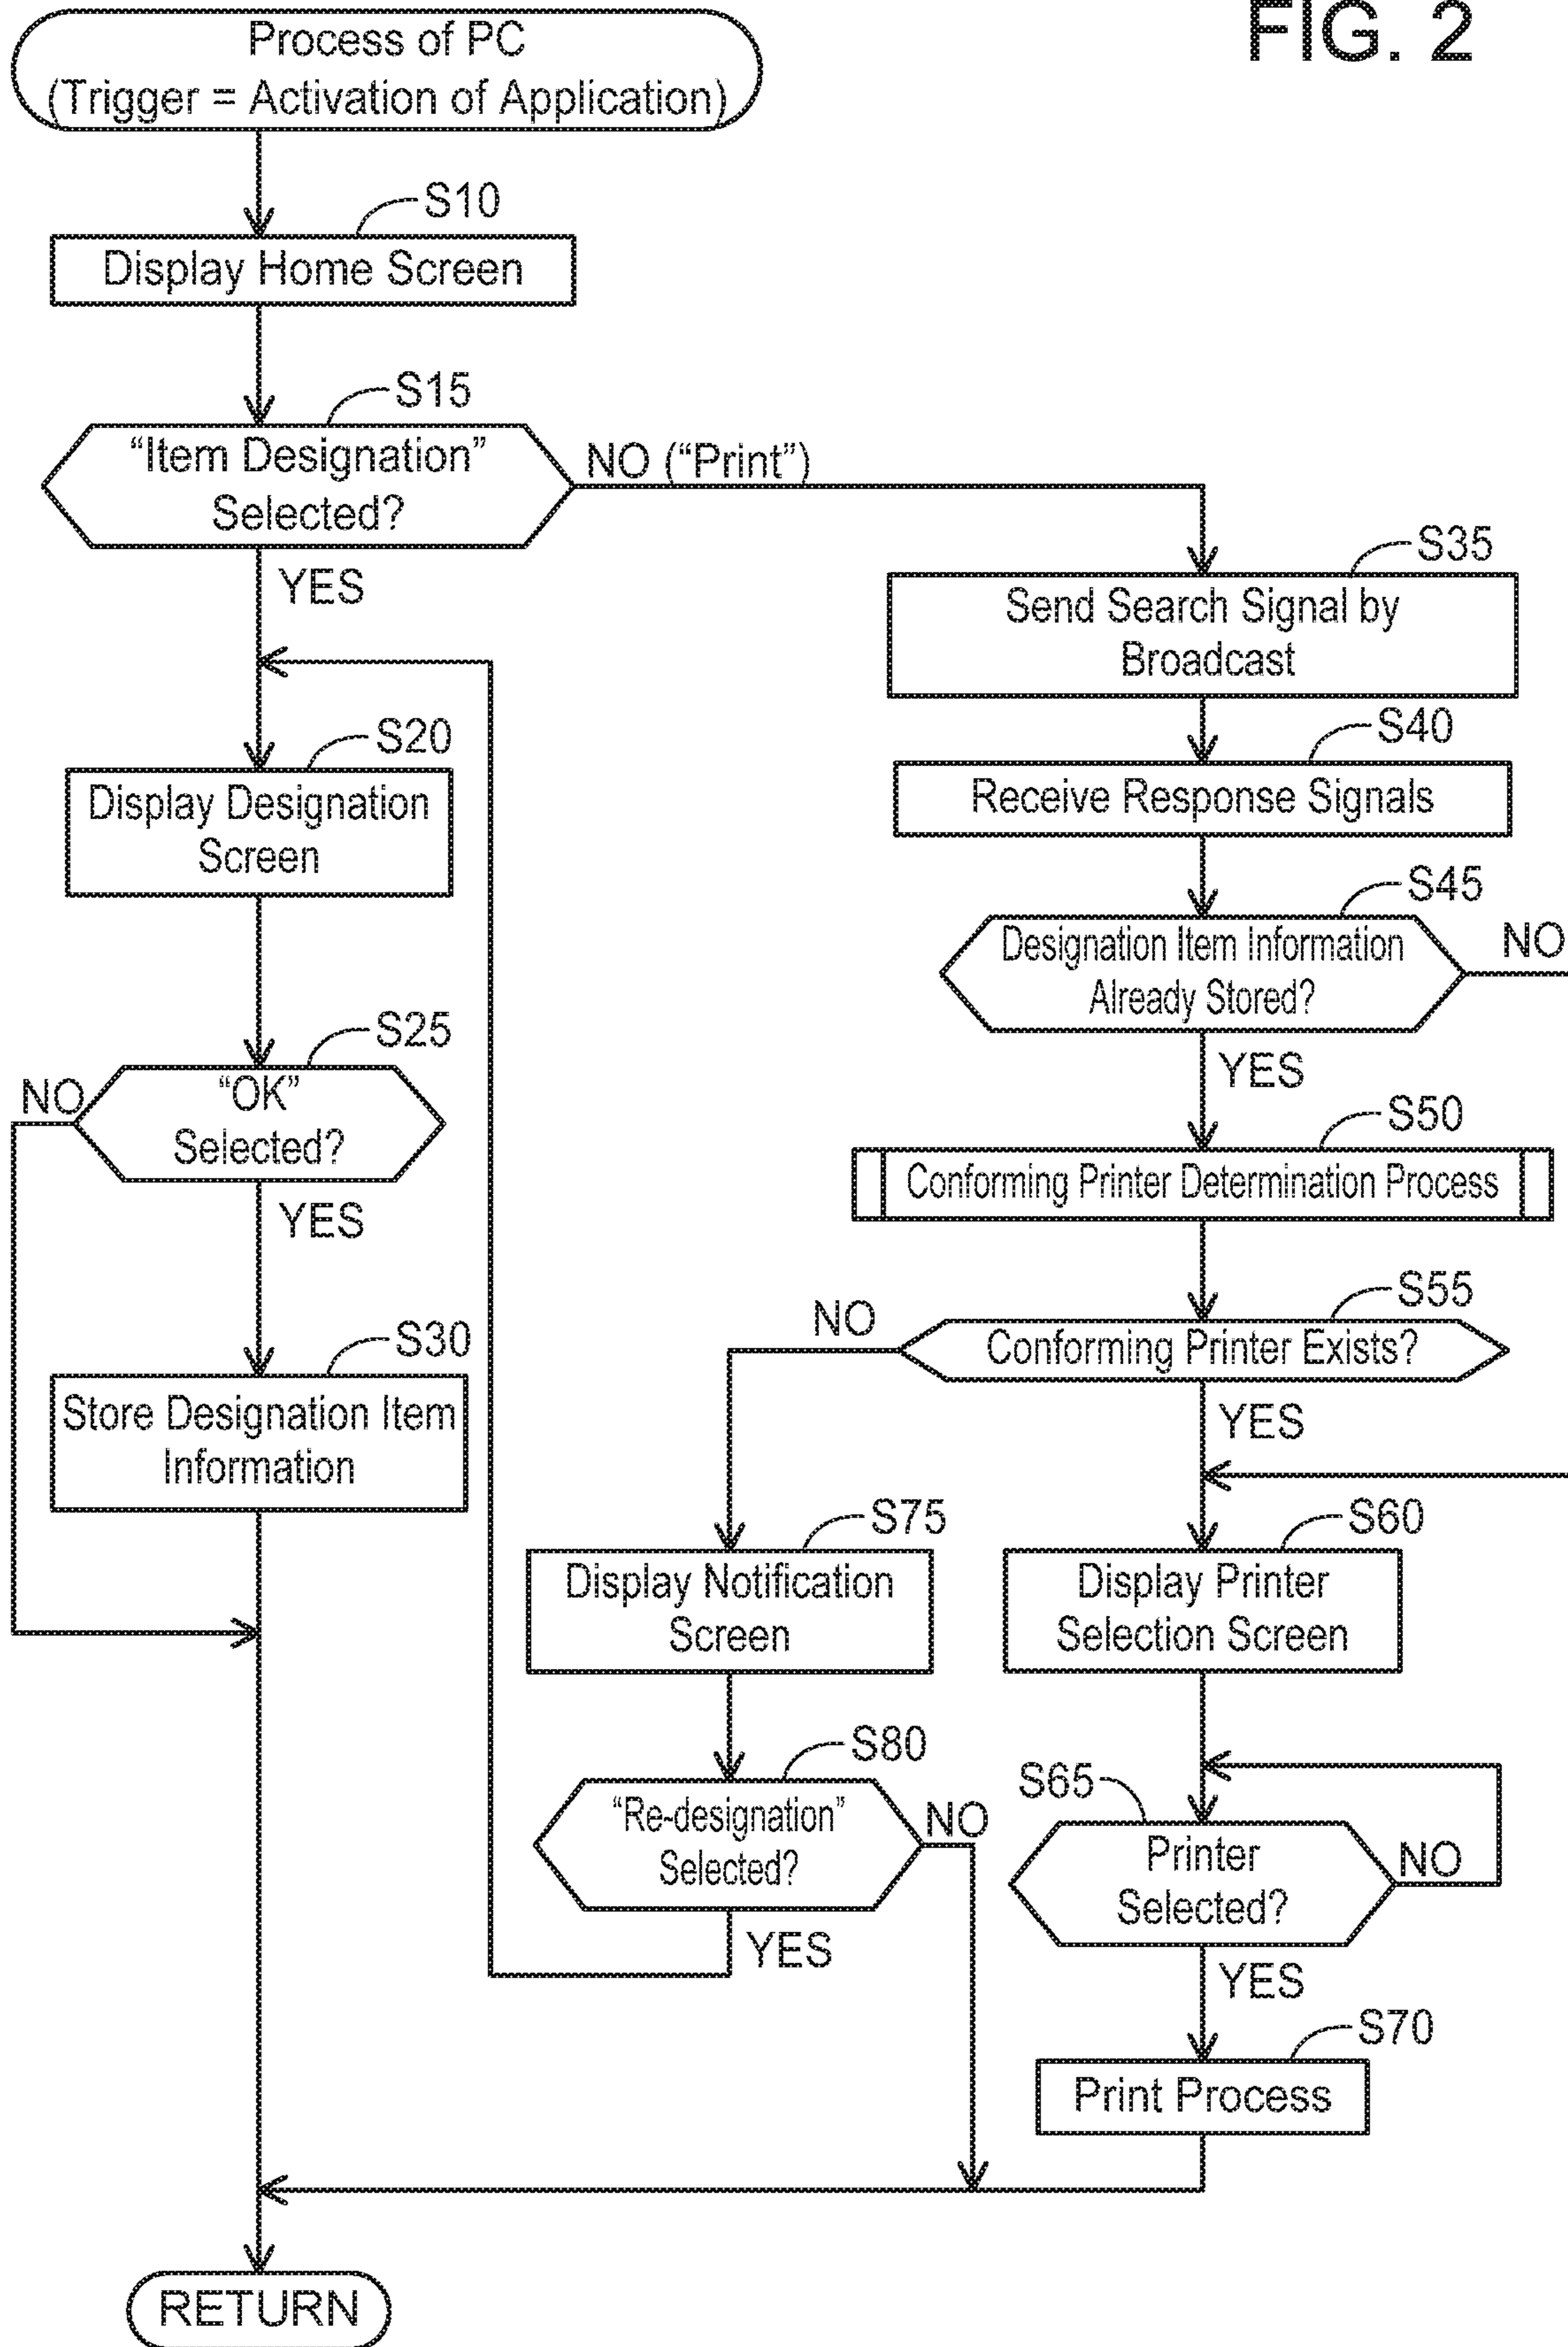 FIG. 2
Process of PC
(Trigger = Activation of Application)
S10
Display Home Screen
S15
“Item Designation”
Selected?
NO (“Print”)
YES
S20
Display Designation
Screen
S25
“OK”
Selected?
NO
YES
S30
Store Designation Item
Information
S35
Send Search Signal by
Broadcast
S40
Receive Response Signals
S45
Designation Item Information
Already Stored?
NO
YES
S50
Conforming Printer Determination Process
S55
Conforming Printer Exists?
NO
YES
S75
Display Notification
Screen
S80
“Re-designation”
Selected?
NO
YES
S60
Display Printer
Selection Screen
S65
Printer
Selected?
NO
YES
S70
Print Process
RETURN